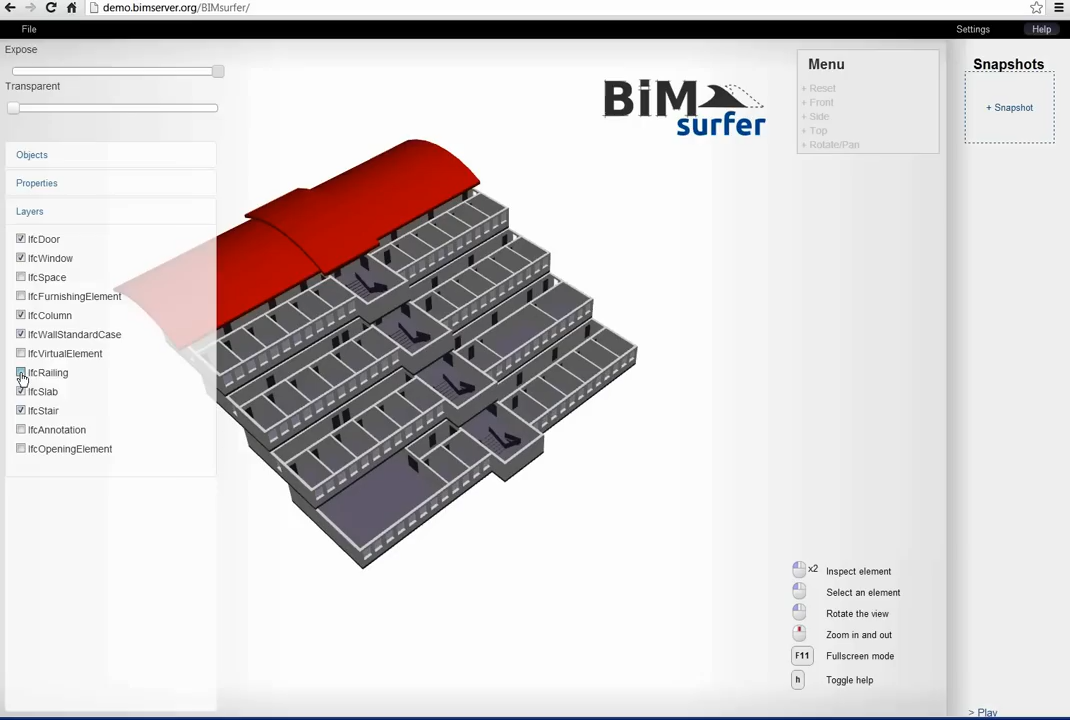 demo.bimserver.org/BIMsurfer/
File
Settings
Help
Expose
Transparent
Objects
Properties
Layers
IfcDoor
IfcWindow
IfcSpace
IfcFurnishingElement
IfcColumn
IfcWallStandardCase
IfcVirtualElement
IfcRailing
IfcSlab
IfcStair
IfcAnnotation
IfcOpeningElement
BiM
surfer
Menu
+ Reset
+ Front
+ Side
+ Top
+ Rotate/Pan
Snapshots
+ Snapshot
x2 Inspect element
Select an element
Rotate the view
Zoom in and out
F11 Fullscreen mode
h Toggle help
> Play